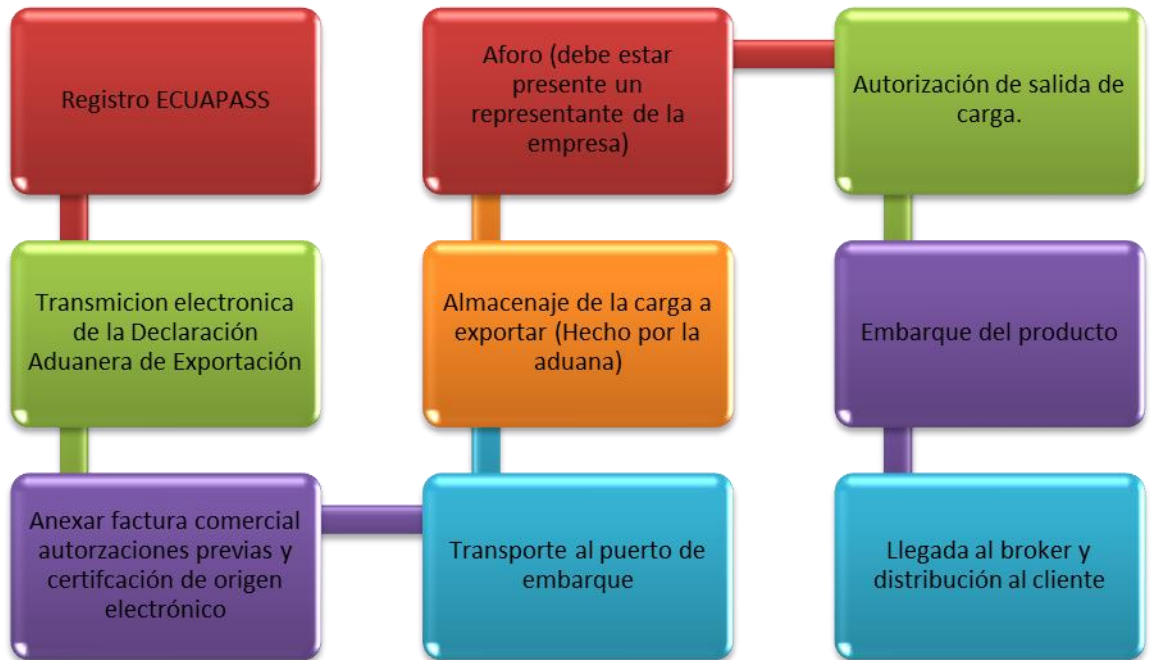 Registro ECUAPASS
Transmicion electronica
de la Declaración
Aduanera de Exportación
Anexar factura comercial
autorzaciones previas y
certifcación de origen
electrónico
Transporte al puerto de
embarque
Almacenaje de la carga a
exportar (Hecho por la
aduana)
Aforo (debe estar
presente un
representante de la
empresa)
Autorización de salida de
carga.
Embarque del producto
Llegada al broker y
distribución al cliente